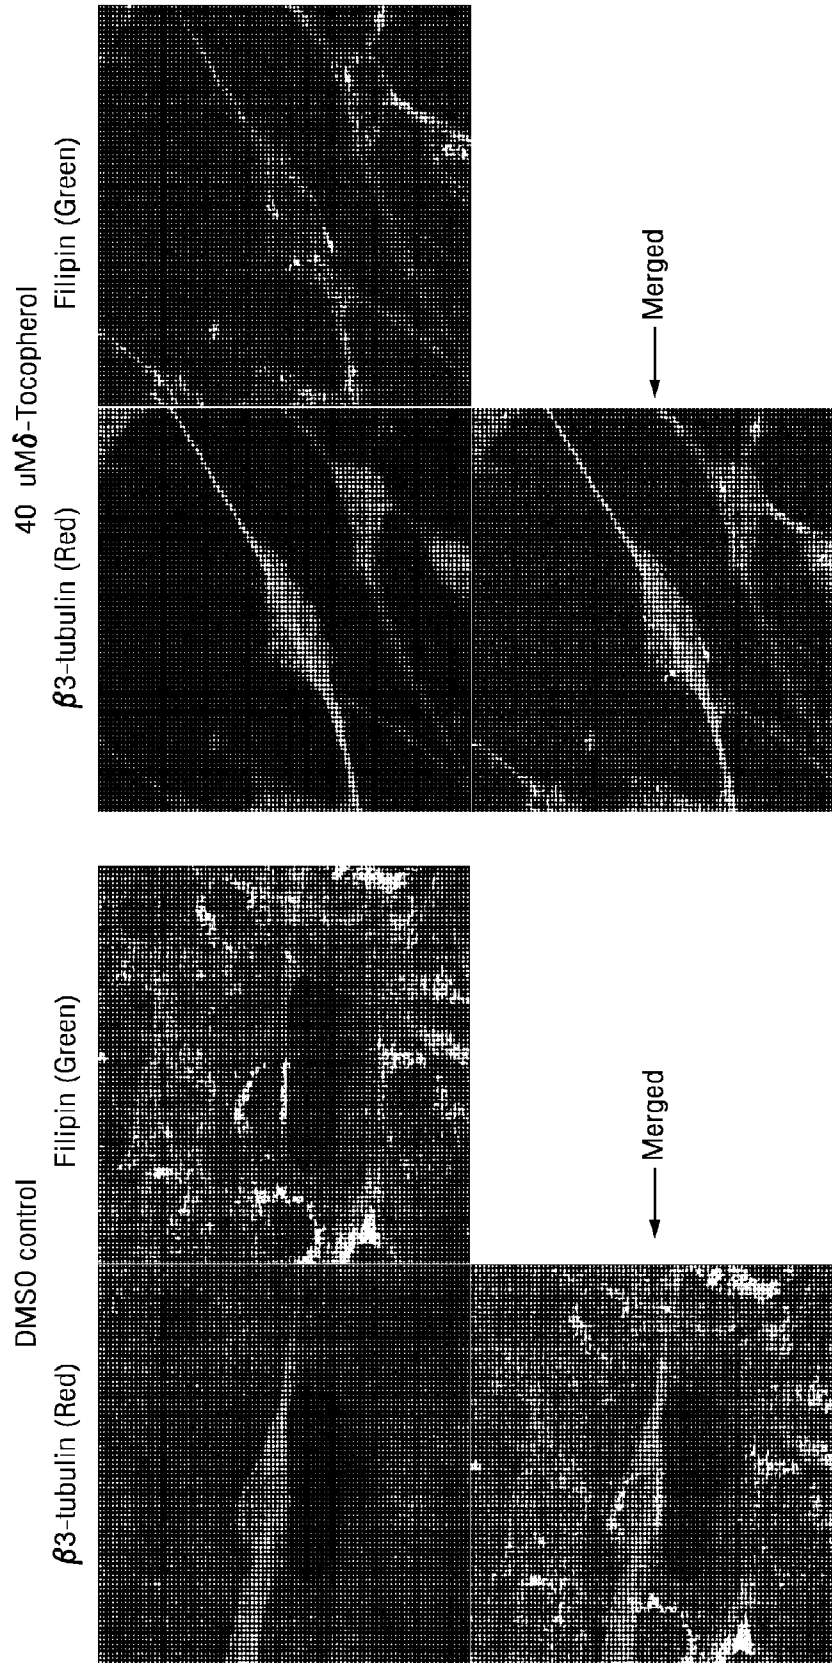 40 uMδ-Tocopherol
β3-tubulin (Red)
Filipin (Green)
Merged
DMSO control
β3-tubulin (Red)
Filipin (Green)
Merged